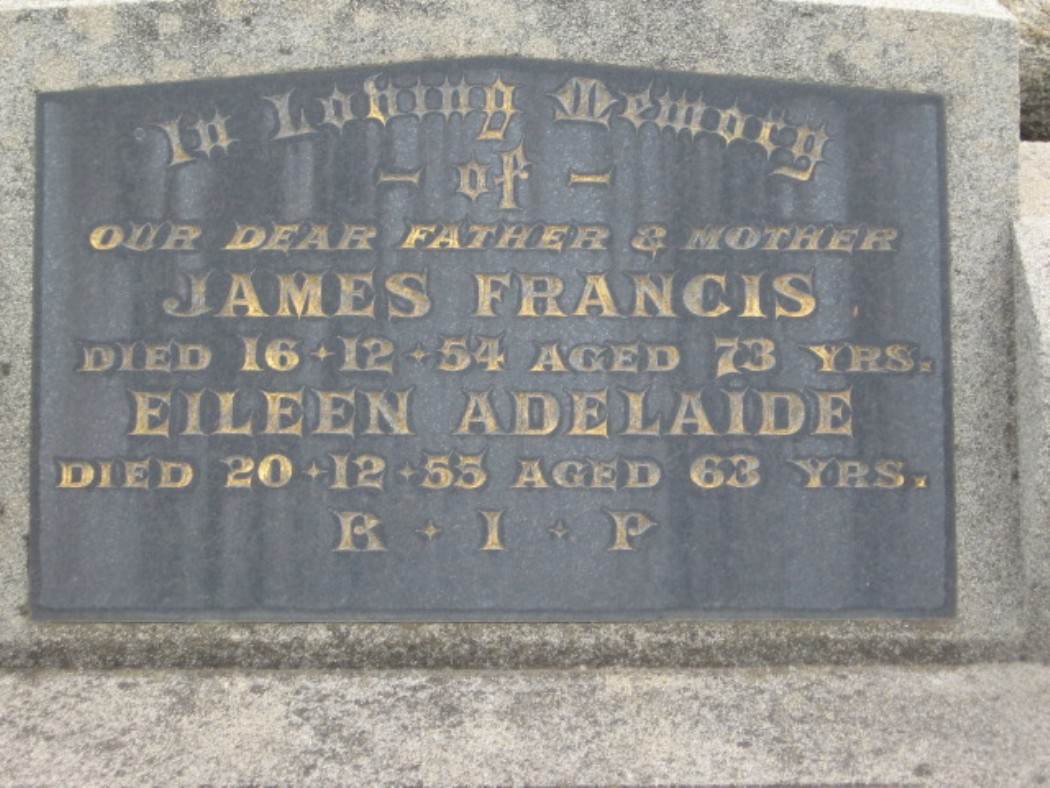 In Loving Memory
- of -
OUR DEAR FATHER & MOTHER
JAMES FRANCIS
DIED 16·12·54 AGED 73 YRS.
EILEEN ADELAIDE
DIED 20·12·55 AGED 63 YRS.
R · I · P